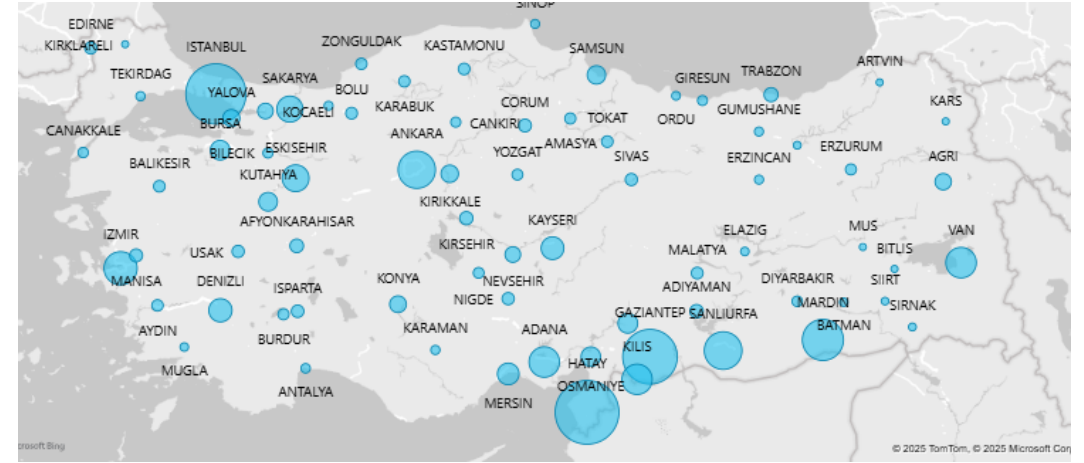 SINOP
EDIRNE
KIRKLARELI
ISTANBUL
ZONGULDAK
KASTAMONU
SAMSUN
TEKIRDAG
SAKARYA
YALOVA
BOLU
KARABUK
CORUM
GIRESUN
TRABZON
ARTVIN
KARS
CANAKKALE
BURSA
KOCAELI
ANKARA
CANKIRI
TOKAT
ORDU
GUMUSHANE
BALIKESIR
BILECIK
ESKISEHIR
KUTAHYA
YOZGAT
AMASYA
SIVAS
ERZINCAN
ERZURUM
AGRI
KIRIKKALE
AFYONKARAHISAR
IZMIR
USAK
KIRSEHIR
KAYSERI
ELAZIG
MUS
BITLIS
VAN
MALATYA
MANISA
DENIZLI
ISPARTA
KONYA
NEVSEHIR
NIGDE
ADIYAMAN
DIYARBAKIR
SIIRT
SIRNAK
AYDIN
BURDUR
KARAMAN
ADANA
GAZIANTEP
SANLIURFA
MARDIN
BATMAN
MUGLA
ANTALYA
KILIS
HATAY
OSMANIYE
MERSIN
crosoft Bing
© 2025 TomTom, © 2025 Microsoft Cor